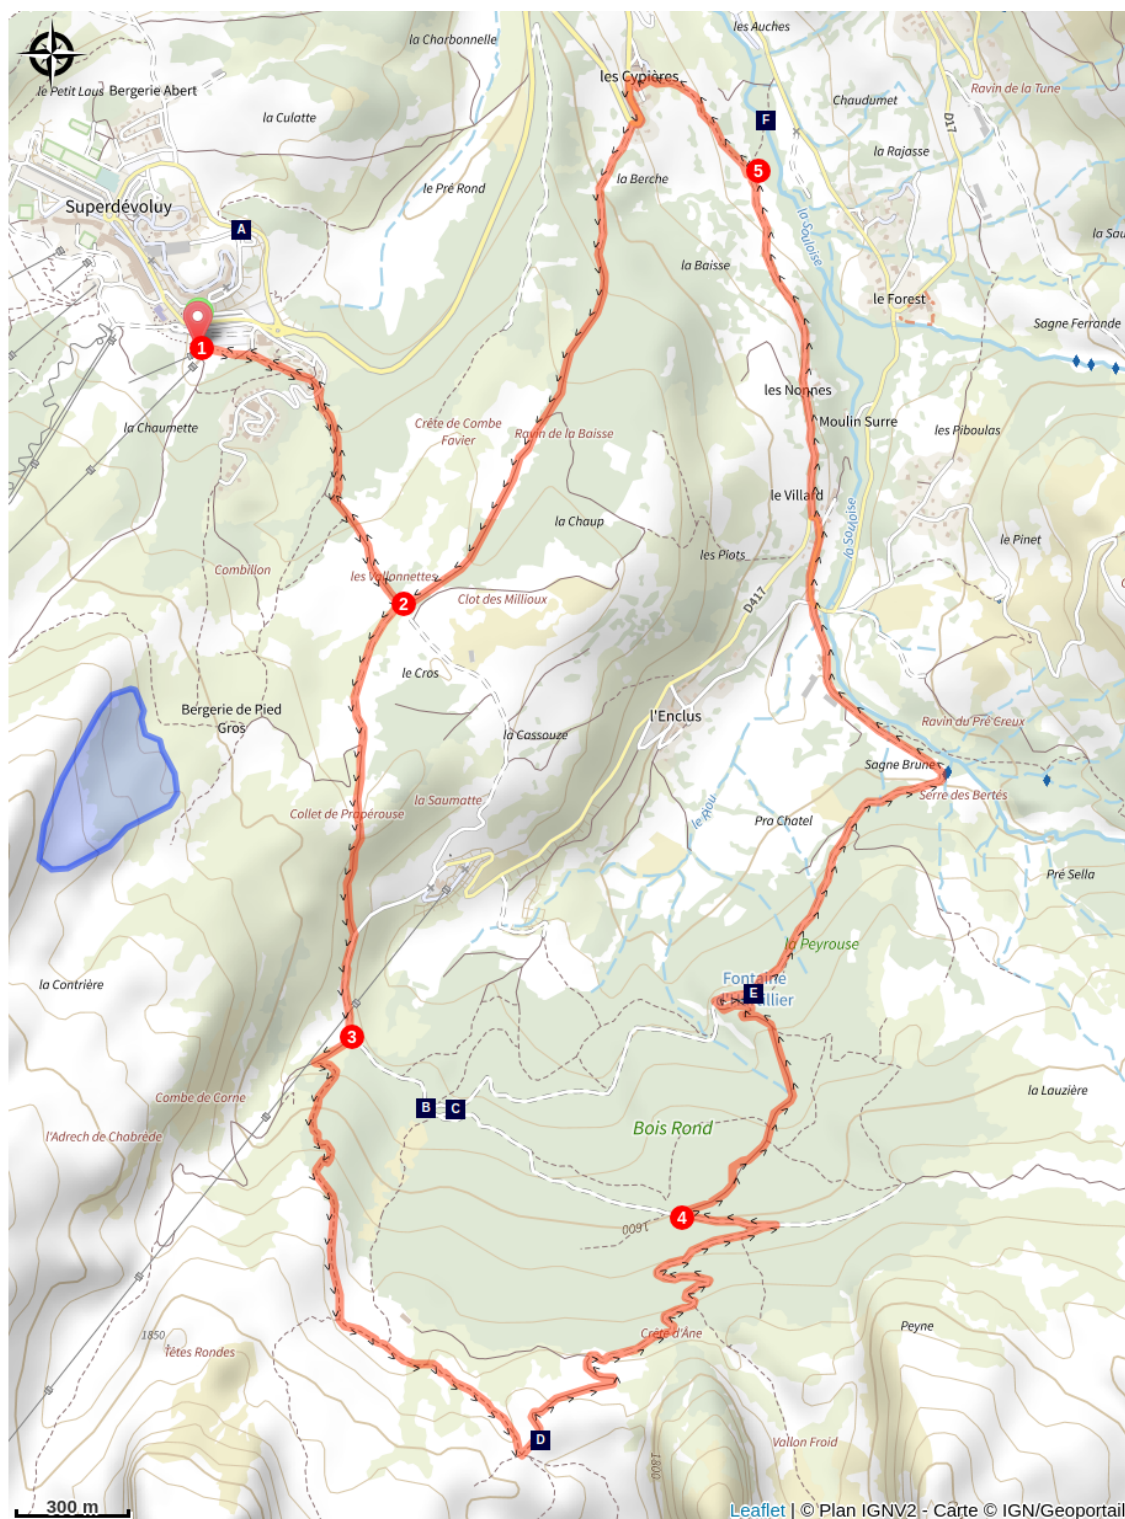 les Auches
la Charbonnelle
les Cypières
le Petit Laus
Bergerie Abert
Ravin de la Tune
Chaudumet
D17
la Culatte
F
la Rajasse
5
la Berche
le Pré Rond
Superdévoluy
A
la Souloise
la Sau
la Baisse
le Forest
Sagne Ferrande
1
les Nonnes
la Chaumette
Crête de Combe
Favier
Ravin de la Baisse
Moulin Surre
les Piboulas
le Villard
la Chaup
la Souloise
le Pinet
les Piots
Combillon
les Vallonnettes
2
Clot des Millioux
D417
le Cros
Bergerie de Pied
Gros
l'Enclus
Ravin du Pré Creux
la Cassouze
Sagne Brune
la Saumatte
Serre des Bertés
Collet de Prapérouse
le Riou
Pra Chatel
Pré Sella
la Peyrouse
la Contrière
Fontaine
E
3
Combe de Corne
B
C
la Lauzière
l'Adrech de Chabrède
Bois Rond
4
1600
1850
Têtes Rondes
Crête d'Âne
Peyne
D
Vallon Froid
1800
300 m
Leaflet | © Plan IGNV2 - Carte © IGN/Geoportail